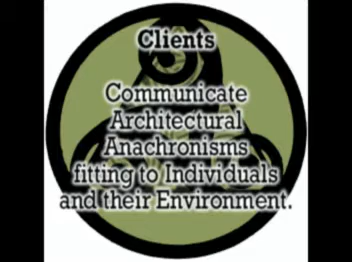 Clients
Communicate
Architectural
Anachronisms
fitting to Individuals
and their Environment.